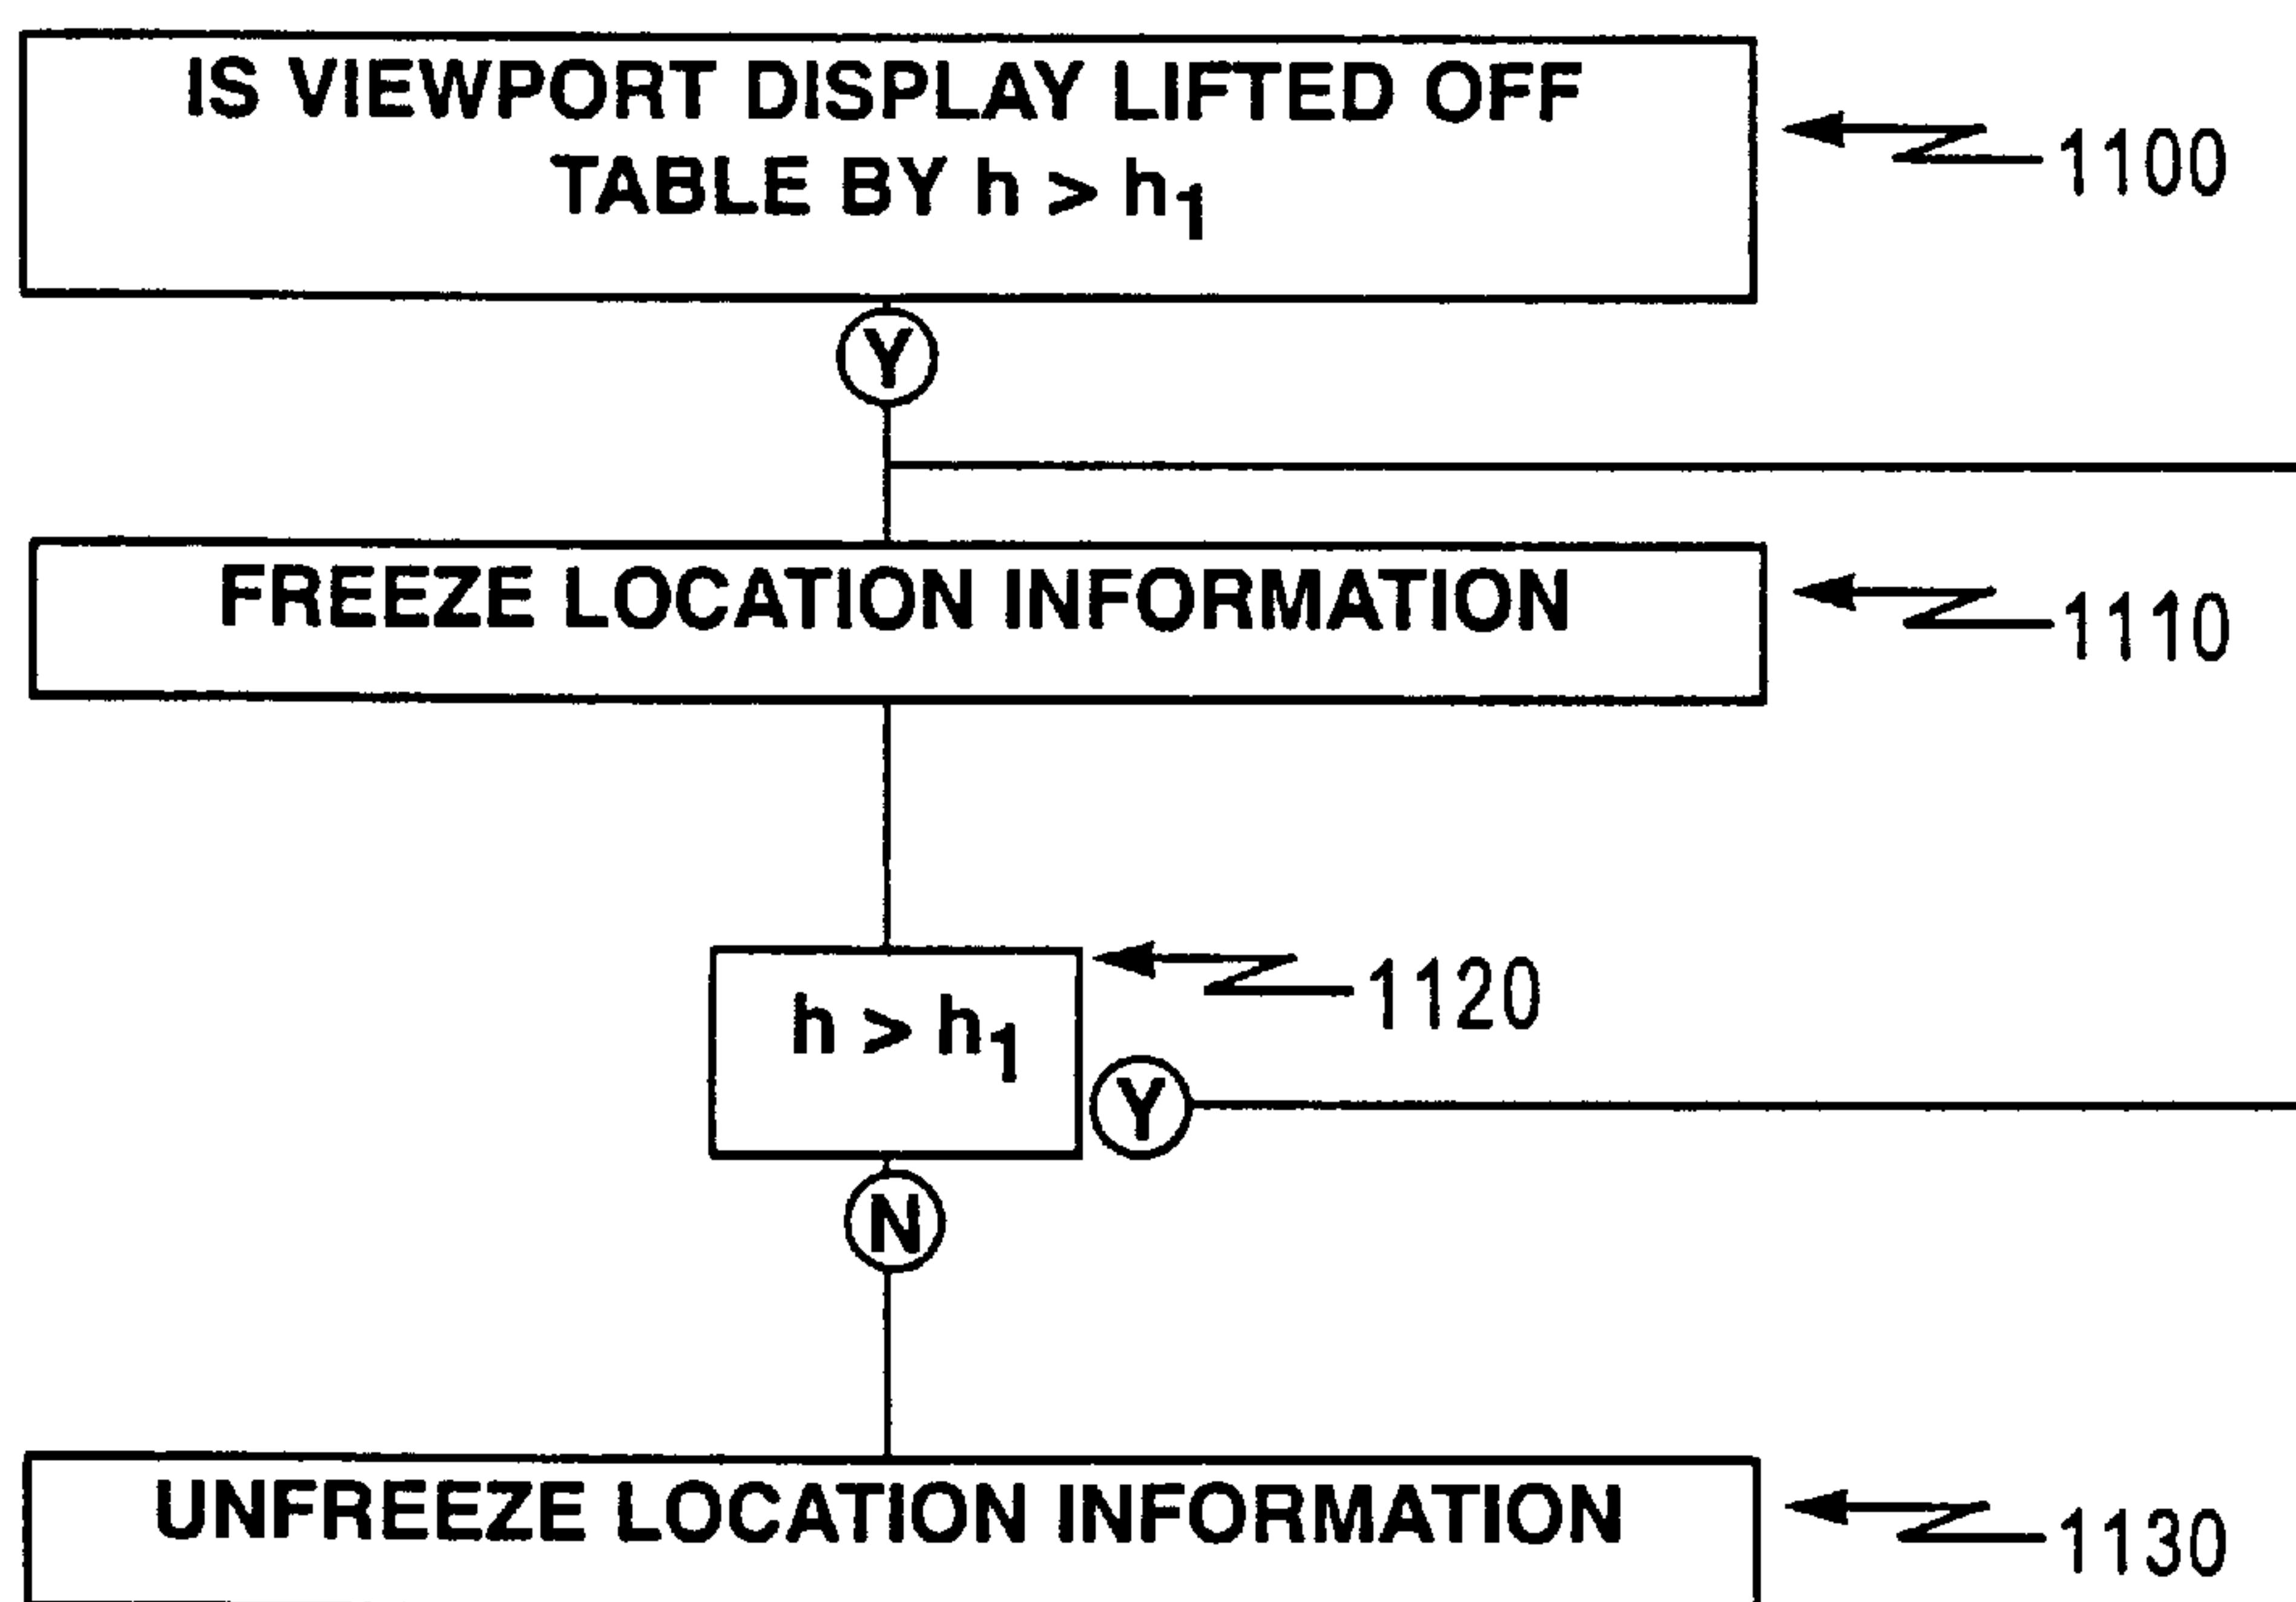 IS VIEWPORT DISPLAY LIFTED OFF
TABLE BY h > h₁
1100
Y
FREEZE LOCATION INFORMATION
1110
h > h₁
1120
Y
N
UNFREEZE LOCATION INFORMATION
1130